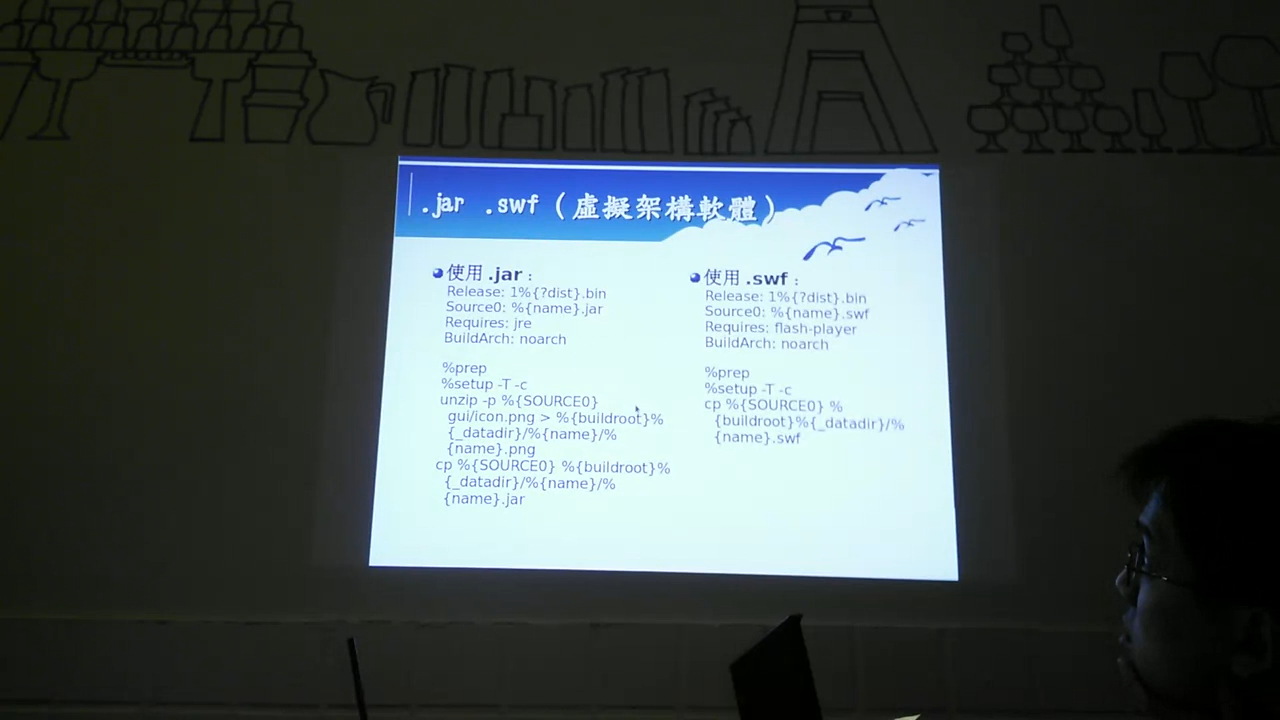 .jar .swf（虛擬架構軟體）
使用 .jar：
Release: 1%{?dist}.bin
Source0: %{name}.jar
Requires: jre
BuildArch: noarch
%prep
%setup -T -c
unzip -p %{SOURCE0}
gui/icon.png > %{buildroot}%
{_datadir}/%{name}/%
{name}.png
cp %{SOURCE0} %{buildroot}%
{_datadir}/%{name}/%
{name}.jar
使用 .swf：
Release: 1%{?dist}.bin
Source0: %{name}.swf
Requires: flash-player
BuildArch: noarch
%prep
%setup -T -c
cp %{SOURCE0} %
{buildroot}%{_datadir}/%
{name}.swf